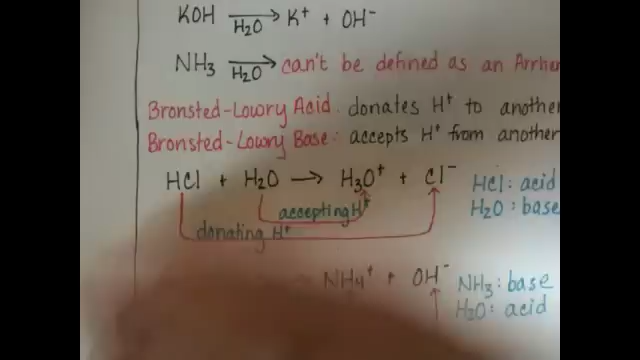 KOH —H₂O→ K⁺ + OH⁻
NH₃ —H₂O→ can't be defined as an Arrhe
Bronsted-Lowry Acid: donates H⁺ to another
Bronsted-Lowry Base: accepts H⁺ from another
HCl + H₂O → H₃O⁺ + Cl⁻
HCl: acid
H₂O: base
accepting H⁺
donating H⁺
NH₄⁺ + OH⁻
NH₃: base
H₂O: acid